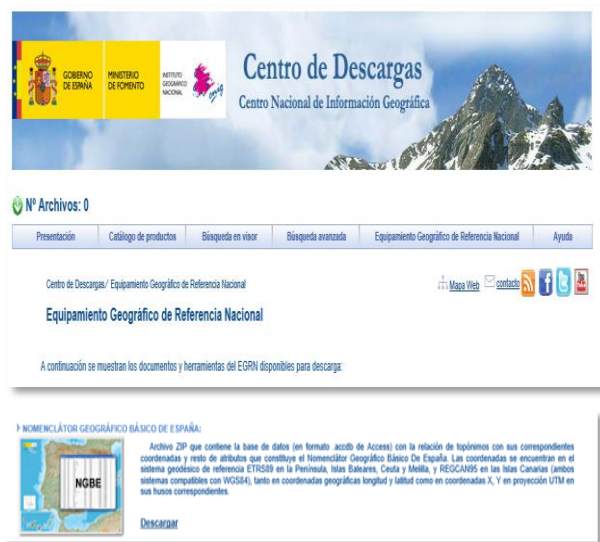 GOBIERNO
DE ESPAÑA
MINISTERIO
DE FOMENTO
INSTITUTO
GEOGRÁFICO
NACIONAL
cnig
Centro de Descargas
Centro Nacional de Información Geográfica
Nº Archivos: 0
Presentación Catálogo de productos Búsqueda en visor Búsqueda avanzada Equipamiento Geográfico de Referencia Nacional Ayuda
Centro de Descargas/ Equipamiento Geográfico de Referencia Nacional
Mapa Web contacto
Equipamiento Geográfico de Referencia Nacional
A continuación se muestran los documentos y herramientas del EGRN disponibles para descarga:
NOMENCLÁTOR GEOGRÁFICO BÁSICO DE ESPAÑA:
NGBE
Archivo ZIP que contiene la base de datos (en formato .accdb de Access) con la relación de topónimos con sus correspondientes
coordenadas y resto de atributos que constituye el Nomenclátor Geográfico Básico De España. Las coordenadas se encuentran en el
sistema geodésico de referencia ETRS89 en la Península, Islas Baleares, Ceuta y Melilla, y REGCAN95 en las Islas Canarias (ambos
sistemas compatibles con WGS84), tanto en coordenadas geográficas longitud y latitud como en coordenadas X, Y en proyección UTM en
sus husos correspondientes.
Descargar